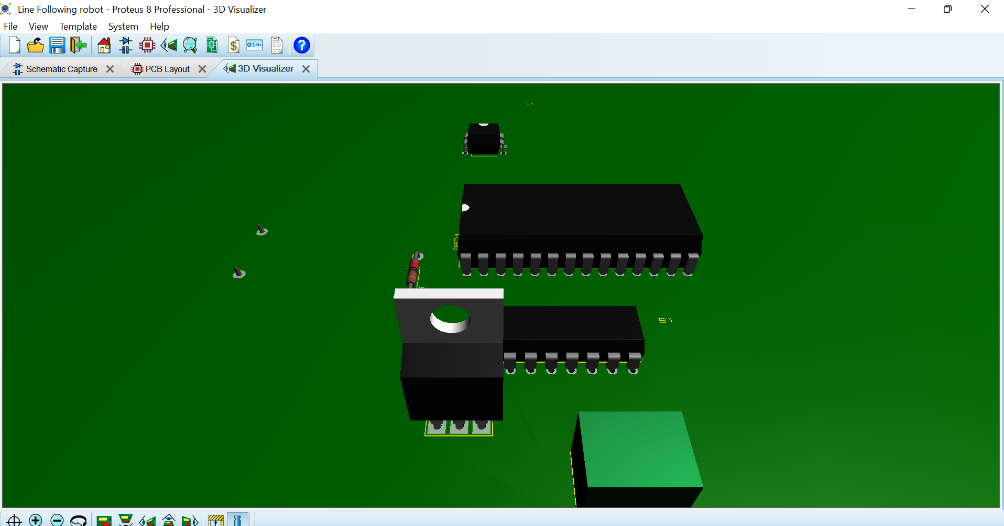 Line Following robot - Proteus 8 Professional - 3D Visualizer
File View Template System Help
Schematic Capture PCB Layout 3D Visualizer